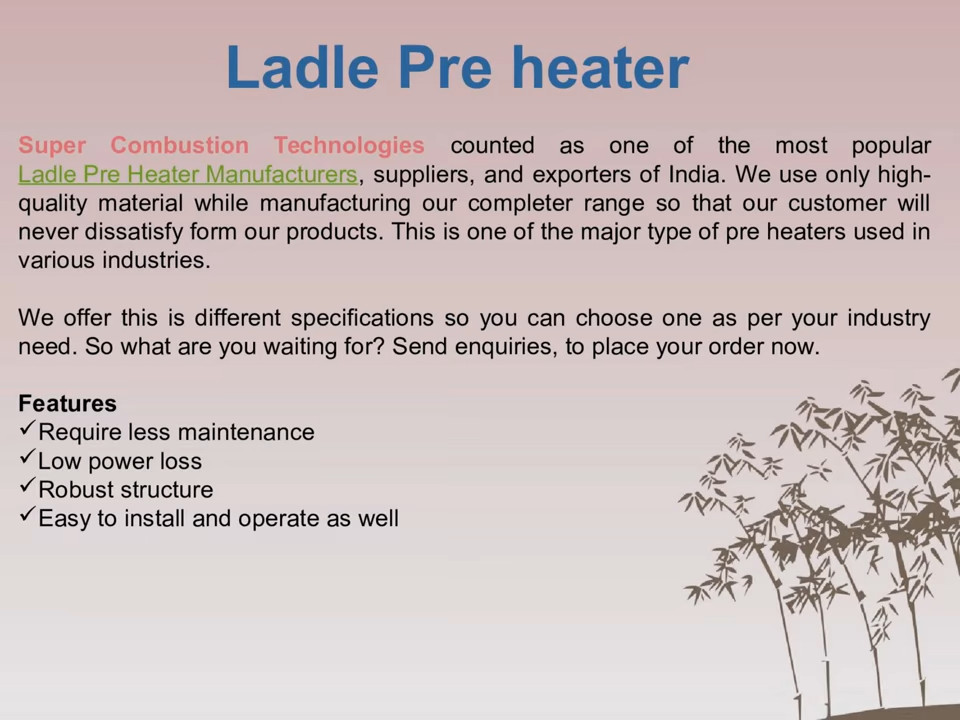 Ladle Pre heater
Super Combustion Technologies counted as one of the most popular
Ladle Pre Heater Manufacturers, suppliers, and exporters of India. We use only high-
quality material while manufacturing our completer range so that our customer will
never dissatisfy form our products. This is one of the major type of pre heaters used in
various industries.
We offer this is different specifications so you can choose one as per your industry
need. So what are you waiting for? Send enquiries, to place your order now.
Features
✓Require less maintenance
✓Low power loss
✓Robust structure
✓Easy to install and operate as well